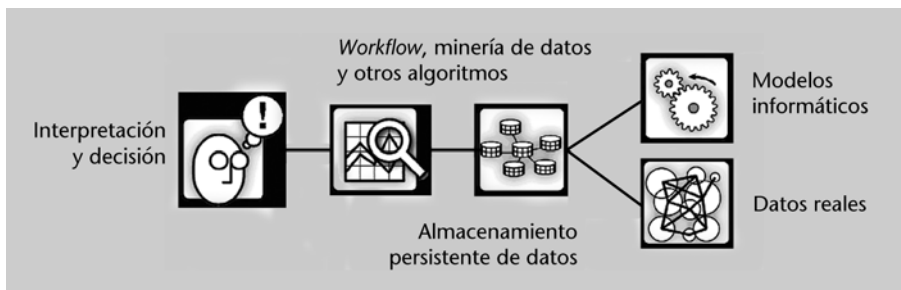 Workflow, minería de datos
y otros algoritmos
Modelos
informáticos
Interpretación
y decisión
!
Datos reales
Almacenamiento
persistente de datos